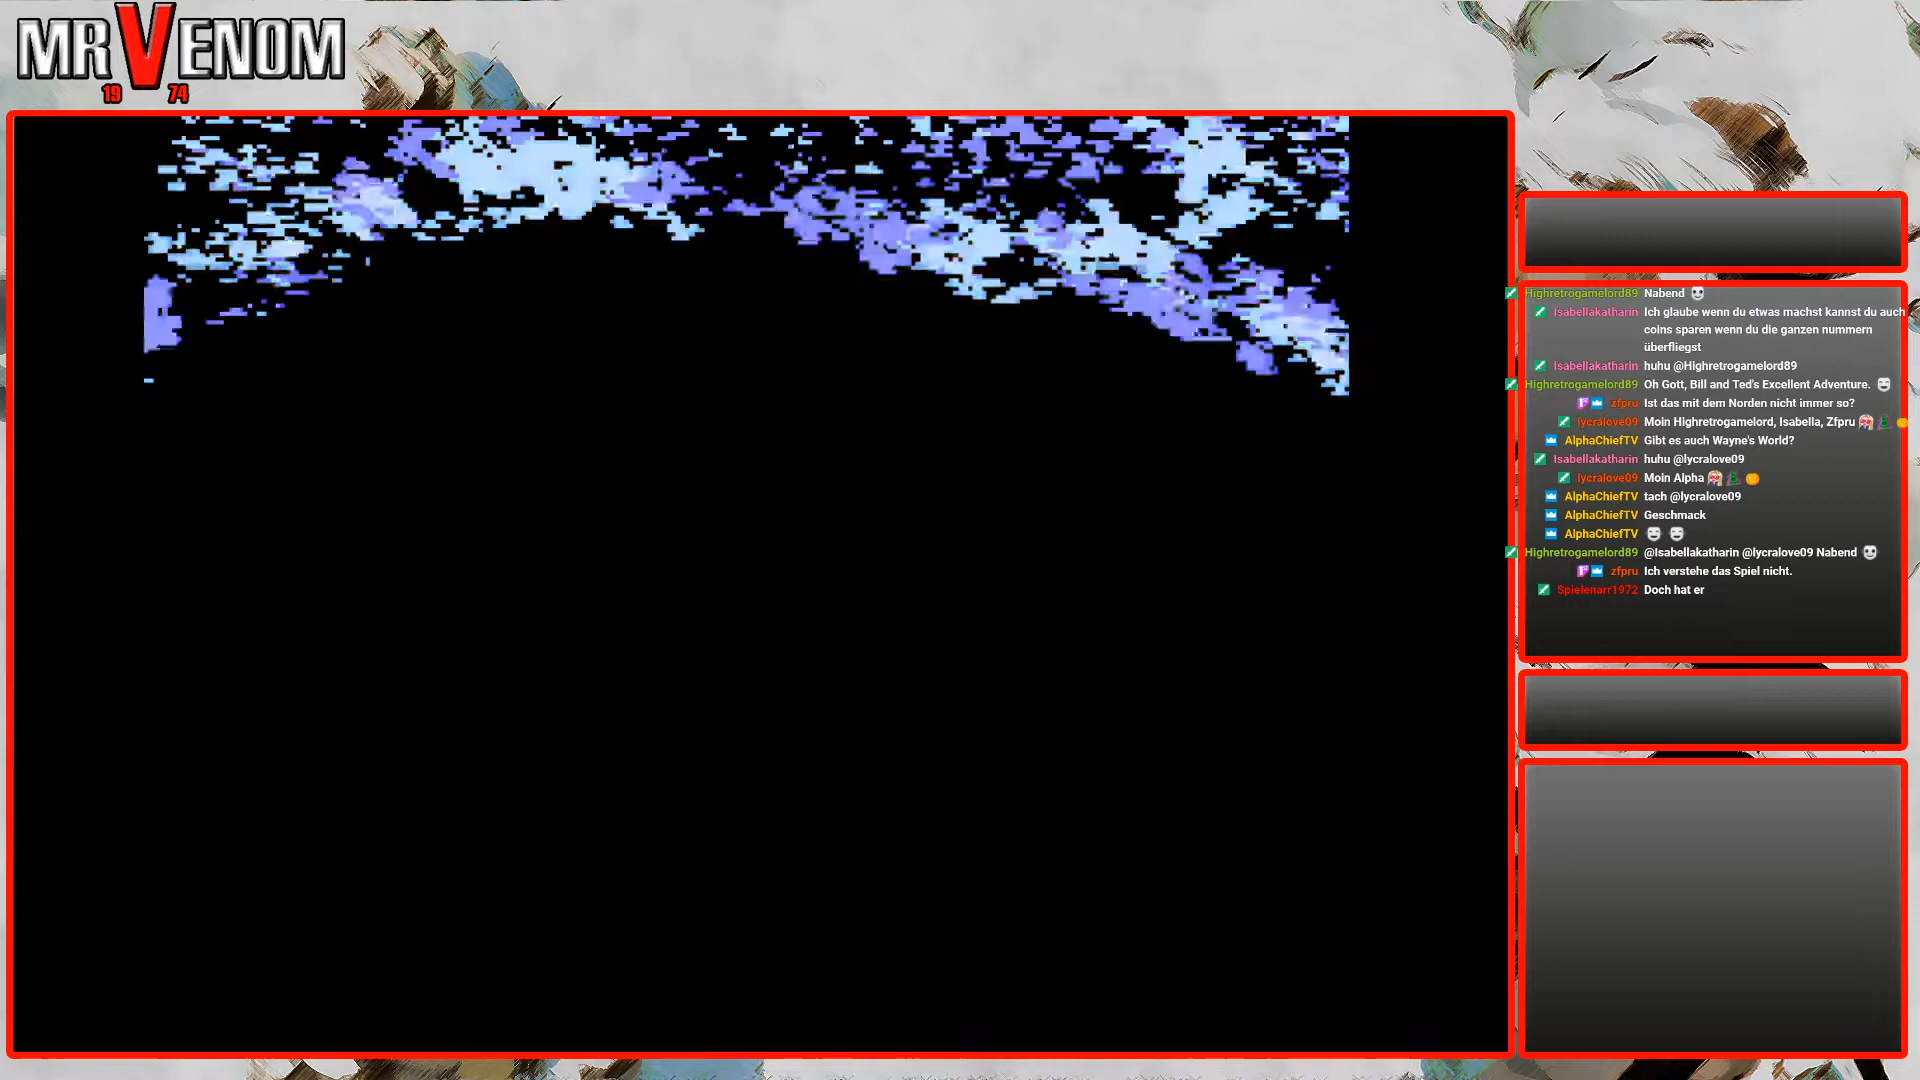 MRVENOM
19 74
Highretrogamelord89 Nabend
Isabellakatharin Ich glaube wenn du etwas machst kannst du auch
coins sparen wenn du die ganzen nummern
überfliegst
Isabellakatharin huhu @Highretrogamelord89
Highretrogamelord89 Oh Gott, Bill and Ted's Excellent Adventure.
zfpru Ist das mit dem Norden nicht immer so?
lycralove09 Moin Highretrogamelord, Isabella, Zfpru
AlphaChiefTV Gibt es auch Wayne's World?
Isabellakatharin huhu @lycralove09
lycralove09 Moin Alpha
AlphaChiefTV tach @lycralove09
AlphaChiefTV Geschmack
AlphaChiefTV
Highretrogamelord89 @Isabellakatharin @lycralove09 Nabend
zfpru Ich verstehe das Spiel nicht.
Spielenarr1972 Doch hat er